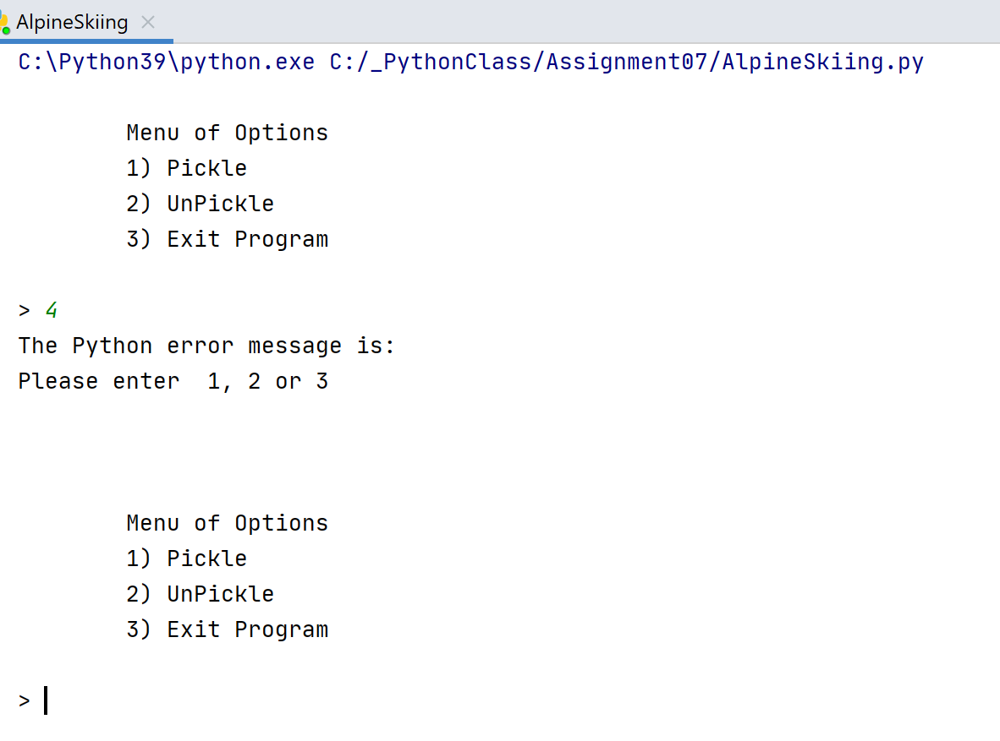 AlpineSkiing
C:\Python39\python.exe C:/_PythonClass/Assignment07/AlpineSkiing.py
Menu of Options
1) Pickle
2) UnPickle
3) Exit Program
> 4
The Python error message is:
Please enter  1, 2 or 3
Menu of Options
1) Pickle
2) UnPickle
3) Exit Program
>